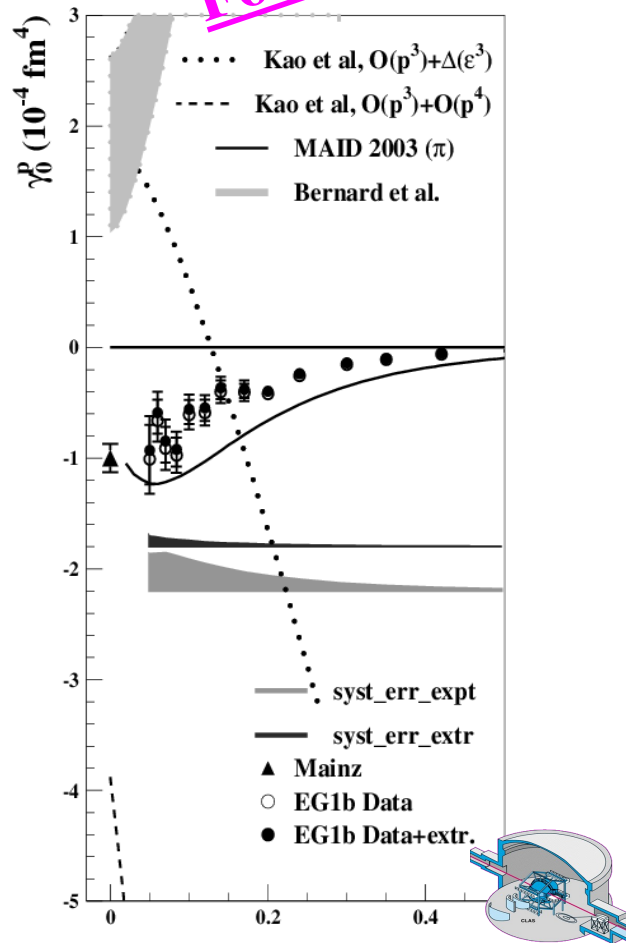 3
Kao et al, O(p³)+Δ(ε³)
Kao et al, O(p³)+O(p⁴)
MAID 2003 (π)
Bernard et al.
γ₀ᵖ (10⁻⁴ fm⁴)
2
1
0
-1
-2
-3
syst_err_expt
syst_err_extr
Mainz
-4
EG1b Data
EG1b Data+extr.
-5
0
0.2
0.4
CLAS